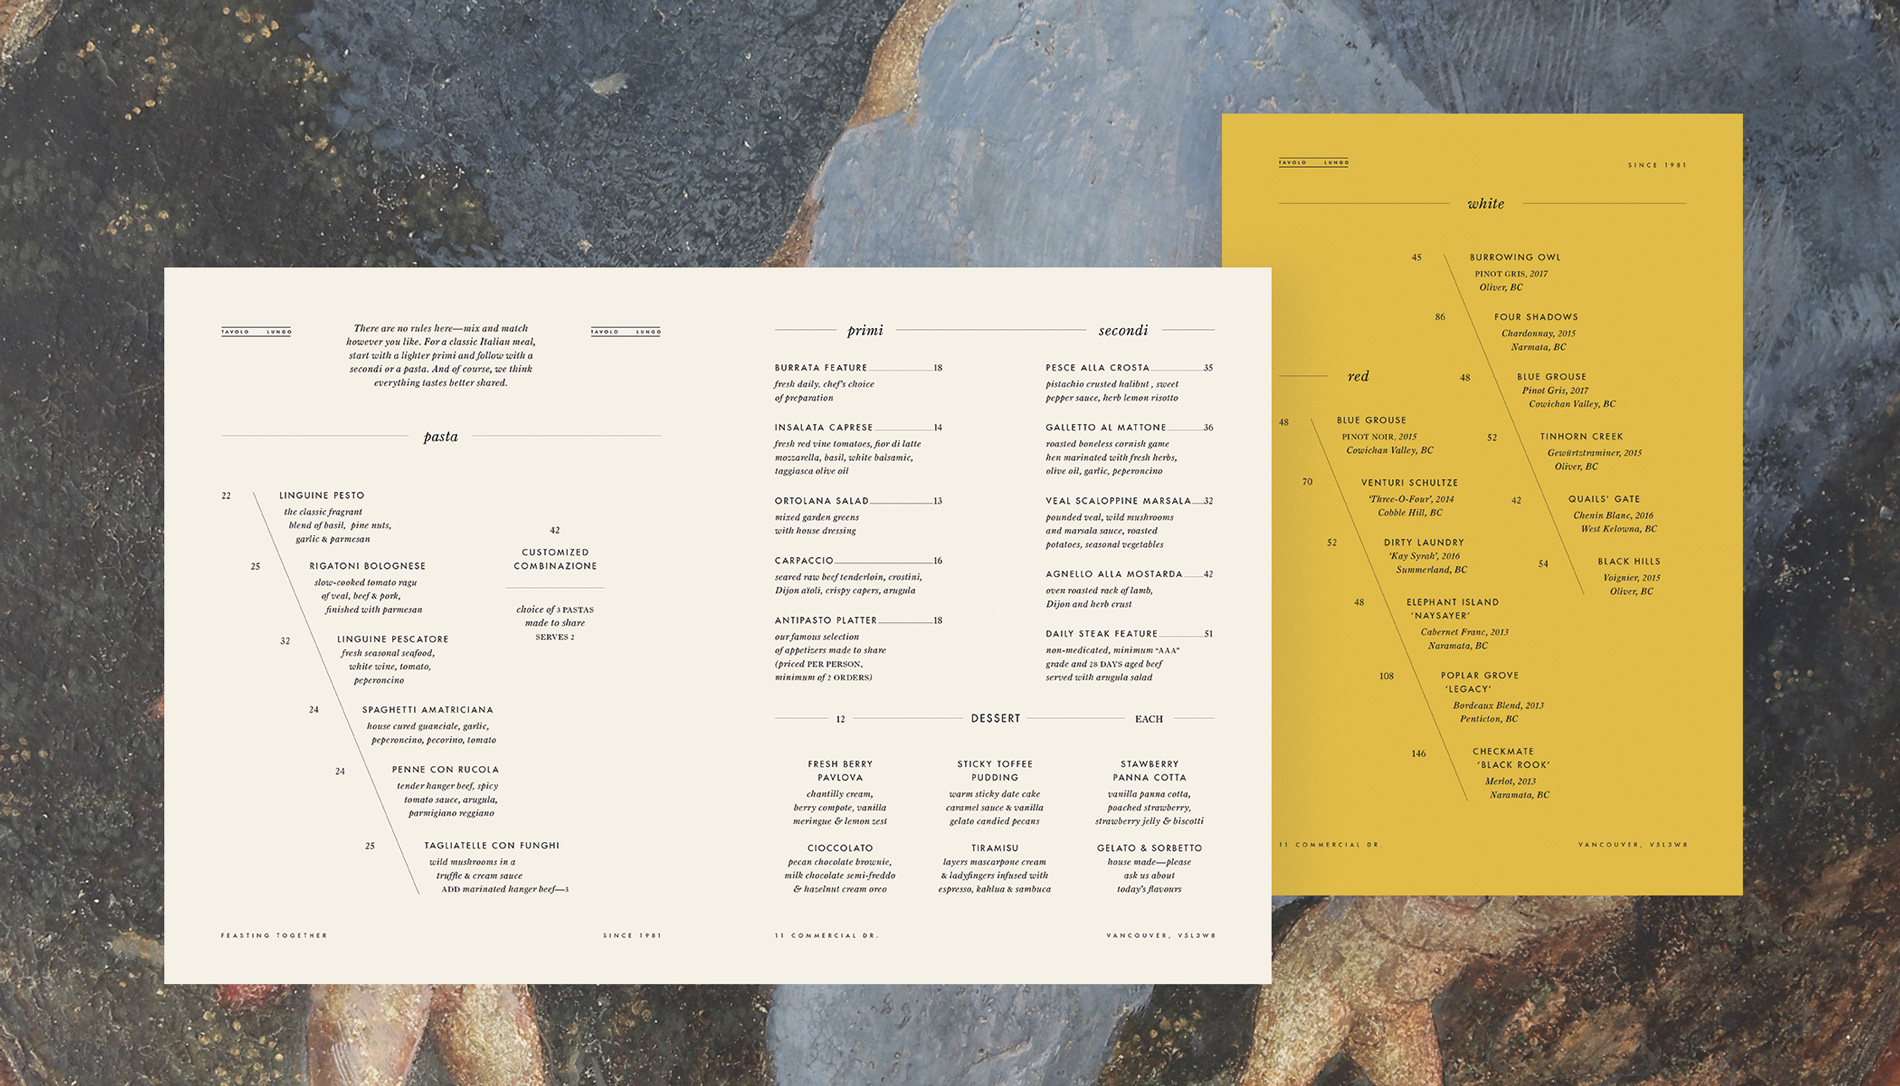 TAVOLO LUNGO
There are no rules here—mix and match
however you like. For a classic Italian meal,
start with a lighter primi and follow with a
secondi or a pasta. And of course, we think
everything tastes better shared.
TAVOLO LUNGO
pasta
22 LINGUINE PESTO
the classic fragrant
blend of basil, pine nuts,
garlic & parmesan
25 RIGATONI BOLOGNESE
slow-cooked tomato ragu
of veal, beef & pork,
finished with parmesan
32 LINGUINE PESCATORE
fresh seasonal seafood,
white wine, tomato,
peperoncino
24 SPAGHETTI AMATRICIANA
house cured guanciale, garlic,
peperoncino, pecorino, tomato
24 PENNE CON RUCOLA
tender hanger beef, spicy
tomato sauce, arugula,
parmigiano reggiano
25 TAGLIATELLE CON FUNGHI
wild mushrooms in a
truffle & cream sauce
ADD marinated hanger beef—3
42
CUSTOMIZED
COMBINAZIONE
choice of 3 PASTAS
made to share
SERVES 2
FEASTING TOGETHER
SINCE 1981
primi
BURRATA FEATURE 18
fresh daily. chef's choice
of preparation
INSALATA CAPRESE 14
fresh red vine tomatoes, fior di latte
mozzarella, basil, white balsamic,
taggiasca olive oil
ORTOLANA SALAD 13
mixed garden greens
with house dressing
CARPACCIO 16
seared raw beef tenderloin, crostini,
Dijon aïoli, crispy capers, arugula
ANTIPASTO PLATTER 18
our famous selection
of appetizers made to share
(priced PER PERSON,
minimum of 2 ORDERS)
secondi
PESCE ALLA CROSTA 35
pistachio crusted halibut , sweet
pepper sauce, herb lemon risotto
GALLETTO AL MATTONE 36
roasted boneless cornish game
hen marinated with fresh herbs,
olive oil, garlic, peperoncino
VEAL SCALOPPINE MARSALA 32
pounded veal, wild mushrooms
and marsala sauce, roasted
potatoes, seasonal vegetables
AGNELLO ALLA MOSTARDA 42
oven roasted rack of lamb,
Dijon and herb crust
DAILY STEAK FEATURE 51
non-medicated, minimum "AAA"
grade and 28 DAYS aged beef
served with arugula salad
12 DESSERT EACH
FRESH BERRY
PAVLOVA
chantilly cream,
berry compote, vanilla
meringue & lemon zest
STICKY TOFFEE
PUDDING
warm sticky date cake
caramel sauce & vanilla
gelato candied pecans
STAWBERRY
PANNA COTTA
vanilla panna cotta,
poached strawberry,
strawberry jelly & biscotti
CIOCCOLATO
pecan chocolate brownie,
milk chocolate semi-freddo
& hazelnut cream oreo
TIRAMISU
layers mascarpone cream
& ladyfingers infused with
espresso, kahlua & sambuca
GELATO & SORBETTO
house made—please
ask us about
today's flavours
11 COMMERCIAL DR.
VANCOUVER, V5L3W8
TAVOLO LUNGO
SINCE 1981
white
45 BURROWING OWL
PINOT GRIS, 2017
Oliver, BC
86 FOUR SHADOWS
Chardonnay, 2015
Narmata, BC
48 BLUE GROUSE
Pinot Gris, 2017
Cowichan Valley, BC
52 TINHORN CREEK
Gewürtztraminer, 2015
Oliver, BC
42 QUAILS' GATE
Chenin Blanc, 2016
West Kelowna, BC
54 BLACK HILLS
Voignier, 2015
Oliver, BC
red
48 BLUE GROUSE
PINOT NOIR, 2015
Cowichan Valley, BC
70 VENTURI SCHULTZE
'Three-O-Four', 2014
Cobble Hill, BC
52 DIRTY LAUNDRY
'Kay Syrah', 2016
Summerland, BC
48 ELEPHANT ISLAND
'NAYSAYER'
Cabernet Franc, 2013
Naramata, BC
108 POPLAR GROVE
'LEGACY'
Bordeaux Blend, 2013
Penticton, BC
146 CHECKMATE
'BLACK ROOK'
Merlot, 2013
Naramata, BC
11 COMMERCIAL DR.
VANCOUVER, V5L3W8